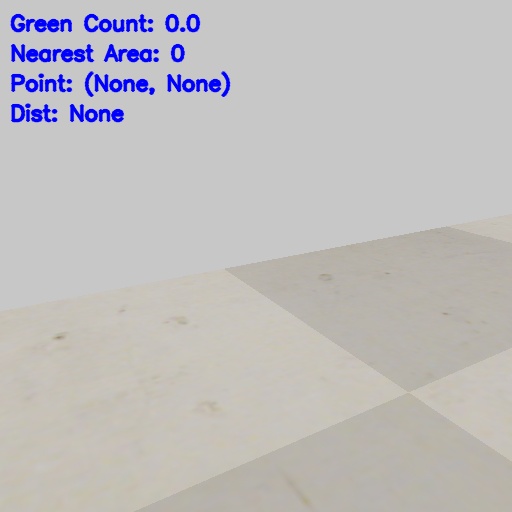 Green Count: 0.0
Nearest Area: 0
Point: (None, None)
Dist: None